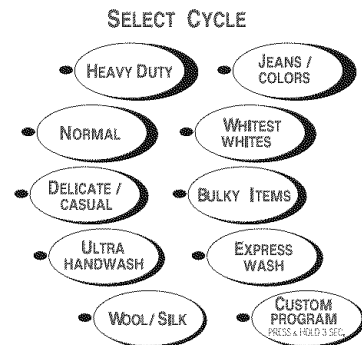 SELECT CYCLE
HEAVY DUTY
JEANS /
COLORS
NORMAL
WHITEST
WHITES
DELICATE /
CASUAL
BULKY ITEMS
ULTRA
HANDWASH
EXPRESS
WASH
WOOL / SILK
CUSTOM
PROGRAM
PRESS & HOLD 3 SEC.